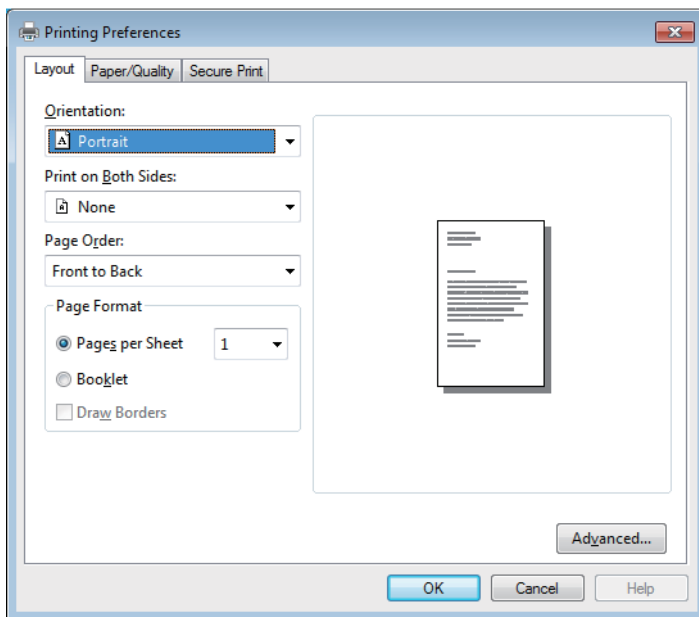 Printing Preferences
Layout Paper/Quality Secure Print
Orientation:
A Portrait
Print on Both Sides:
None
Page Order:
Front to Back
Page Format
Pages per Sheet 1
Booklet
Draw Borders
Advanced...
OK Cancel Help